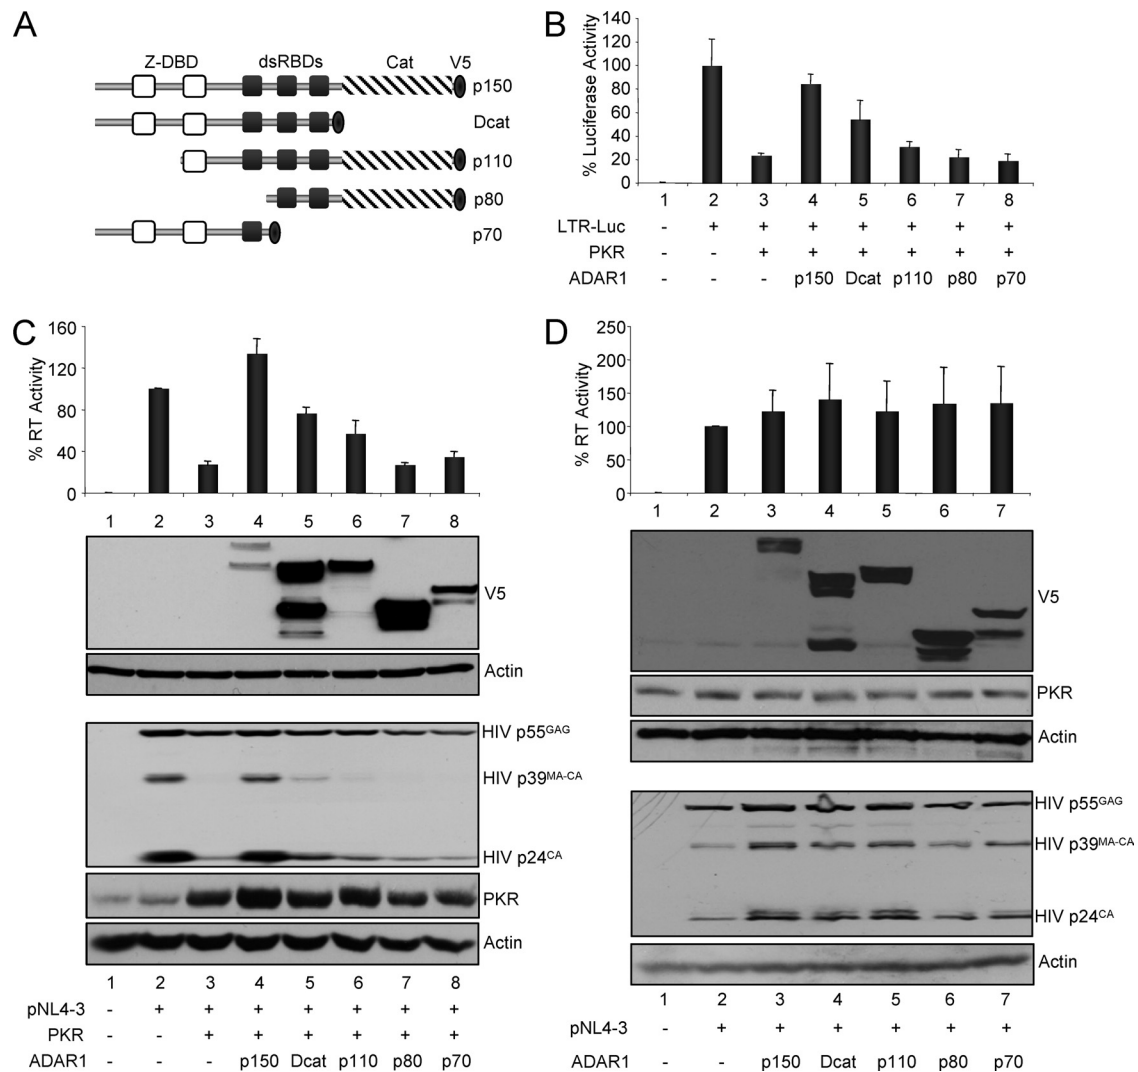 A
Z-DBD dsRBDs Cat V5
p150
Dcat
p110
p80
p70
B
% Luciferase Activity
140
120
100
80
60
40
20
0
1 2 3 4 5 6 7 8
LTR-Luc - + + + + + + +
PKR - - + + + + + +
ADAR1 - - - p150 Dcat p110 p80 p70
C
% RT Activity
160
120
80
40
0
1 2 3 4 5 6 7 8
V5
Actin
HIV p55GAG
HIV p39MA-CA
HIV p24CA
PKR
Actin
1 2 3 4 5 6 7 8
pNL4-3 - + + + + + + +
PKR - - + + + + + +
ADAR1 - - - p150 Dcat p110 p80 p70
D
% RT Activity
250
200
150
100
50
0
1 2 3 4 5 6 7
V5
PKR
Actin
HIV p55GAG
HIV p39MA-CA
HIV p24CA
Actin
1 2 3 4 5 6 7
pNL4-3 - + + + + + +
ADAR1 - - p150 Dcat p110 p80 p70